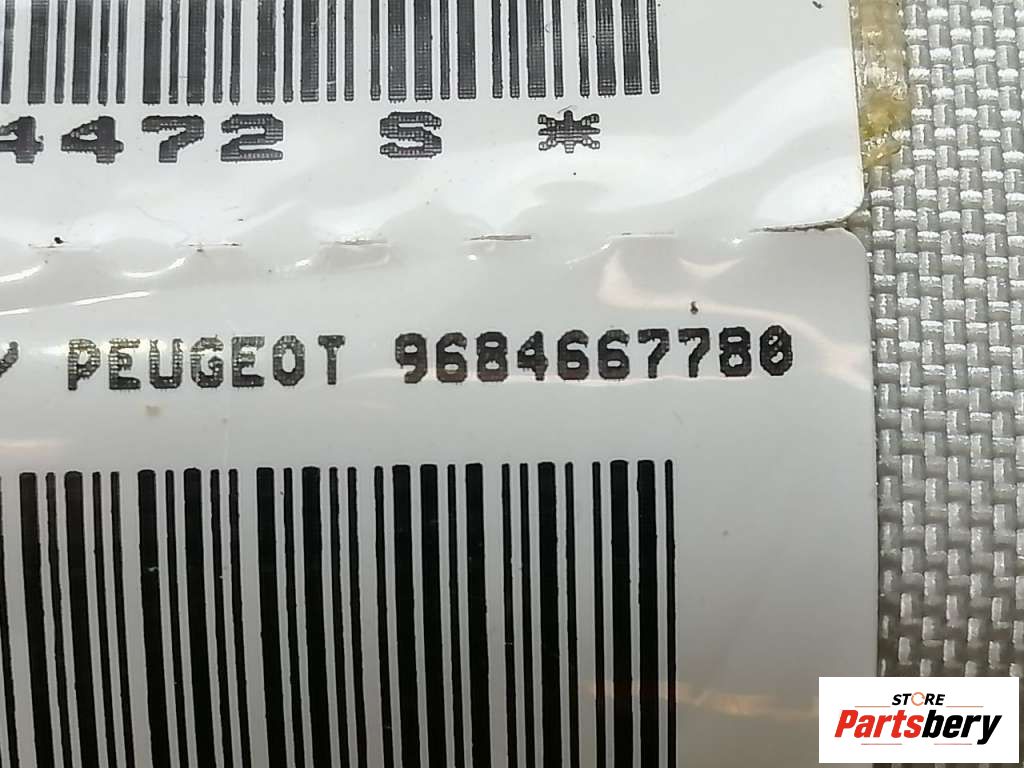 4472 S *
PEUGEOT 9684667780
STORE
Partsbery